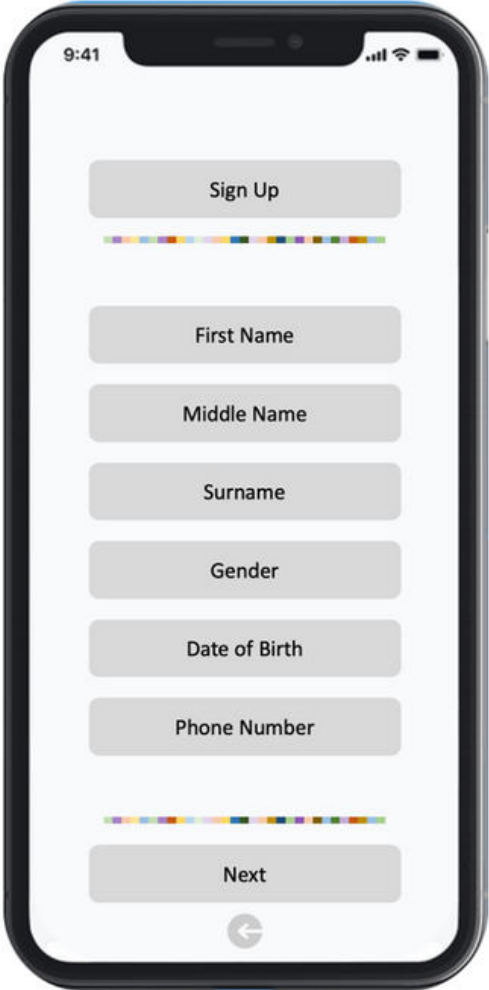 9:41
Sign Up
First Name
Middle Name
Surname
Gender
Date of Birth
Phone Number
Next